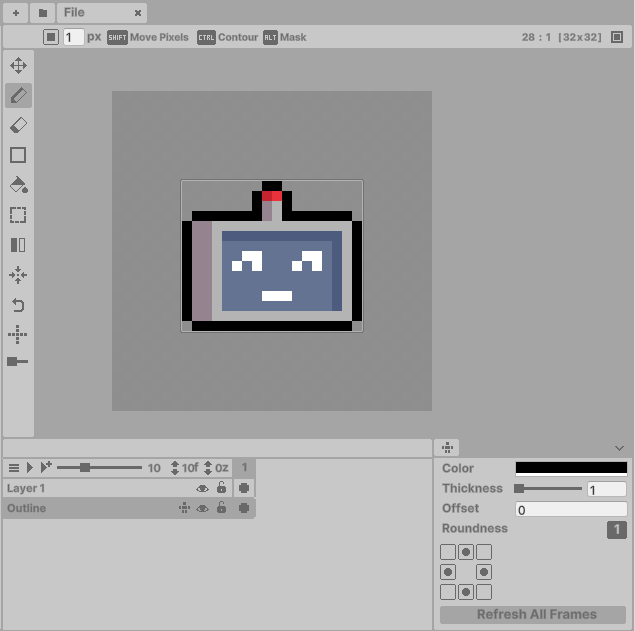 File
1 px SHIFT Move Pixels CTRL Contour ALT Mask 28 : 1 [32x32]
10 10f 0z 1
Layer 1
Outline
Color
Thickness 1
Offset 0
Roundness 1
Refresh All Frames